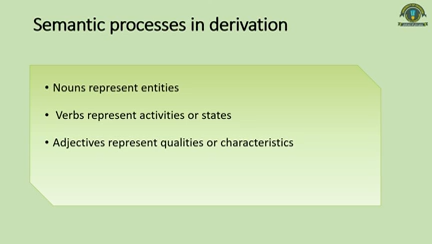 Semantic processes in derivation
• Nouns represent entities
• Verbs represent activities or states
• Adjectives represent qualities or characteristics